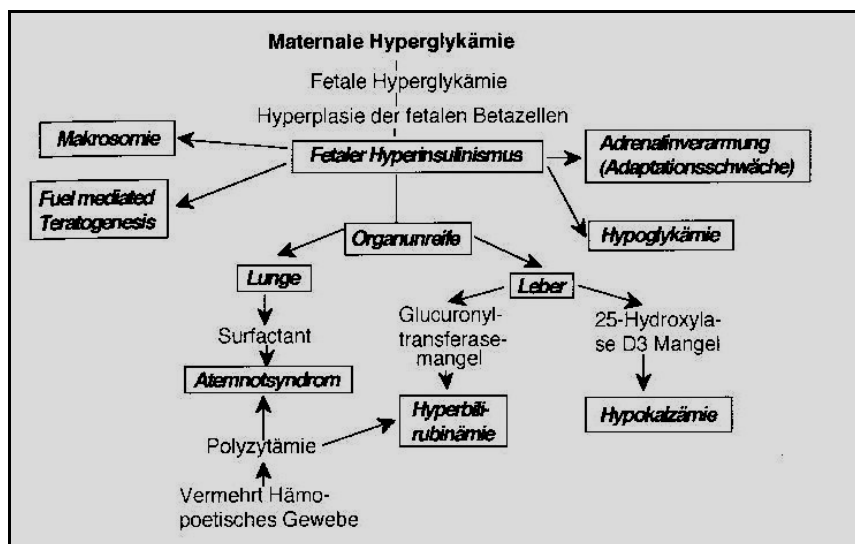 Maternale Hyperglykämie
Fetale Hyperglykämie
Hyperplasie der fetalen Betazellen
Makrosomie
Fetaler Hyperinsulinismus
Adrenalinverarmung
(Adaptationsschwäche)
Fuel mediated
Teratogenesis
Organunreife
Hypoglykämie
Lunge
Leber
Surfactant
Glucuronyl-
transferase-
mangel
25-Hydroxyla-
se D3 Mangel
Atemnotsyndrom
Hyperbili-
rubinämie
Hypokalzämie
Polyzytämie
Vermehrt Hämo-
poetisches Gewebe